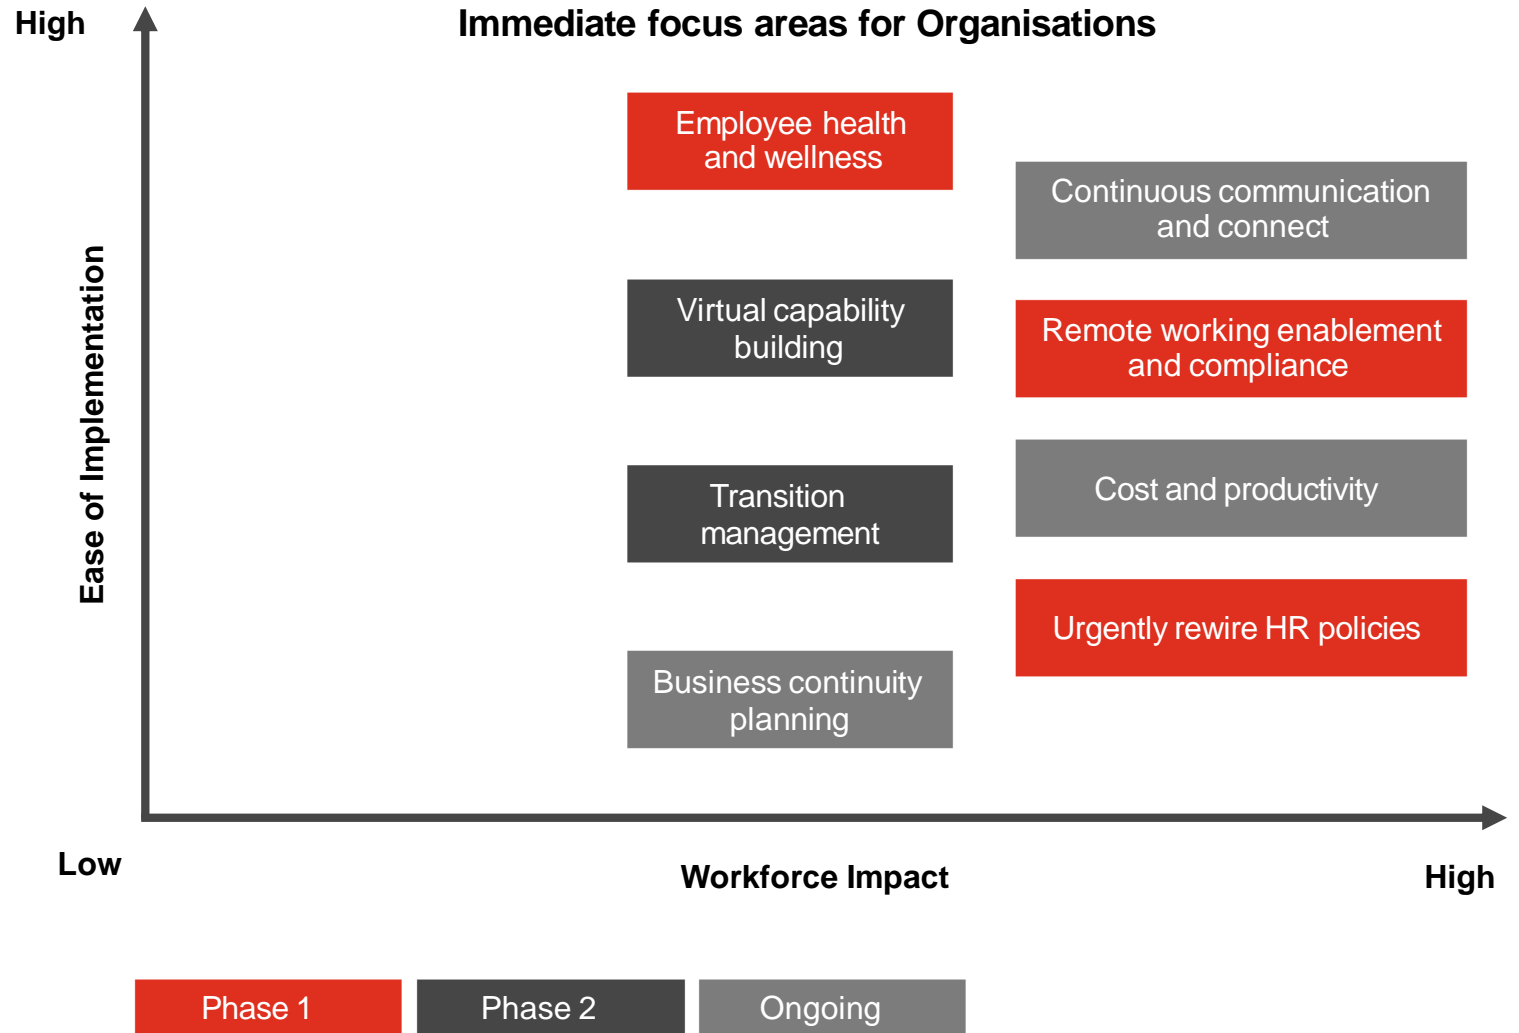 High
Immediate focus areas for Organisations
Employee health
and wellness
Continuous communication
and connect
Virtual capability
building
Remote working enablement
and compliance
Ease of Implementation
Transition
management
Cost and productivity
Urgently rewire HR policies
Business continuity
planning
Low
Workforce Impact
High
Phase 1
Phase 2
Ongoing